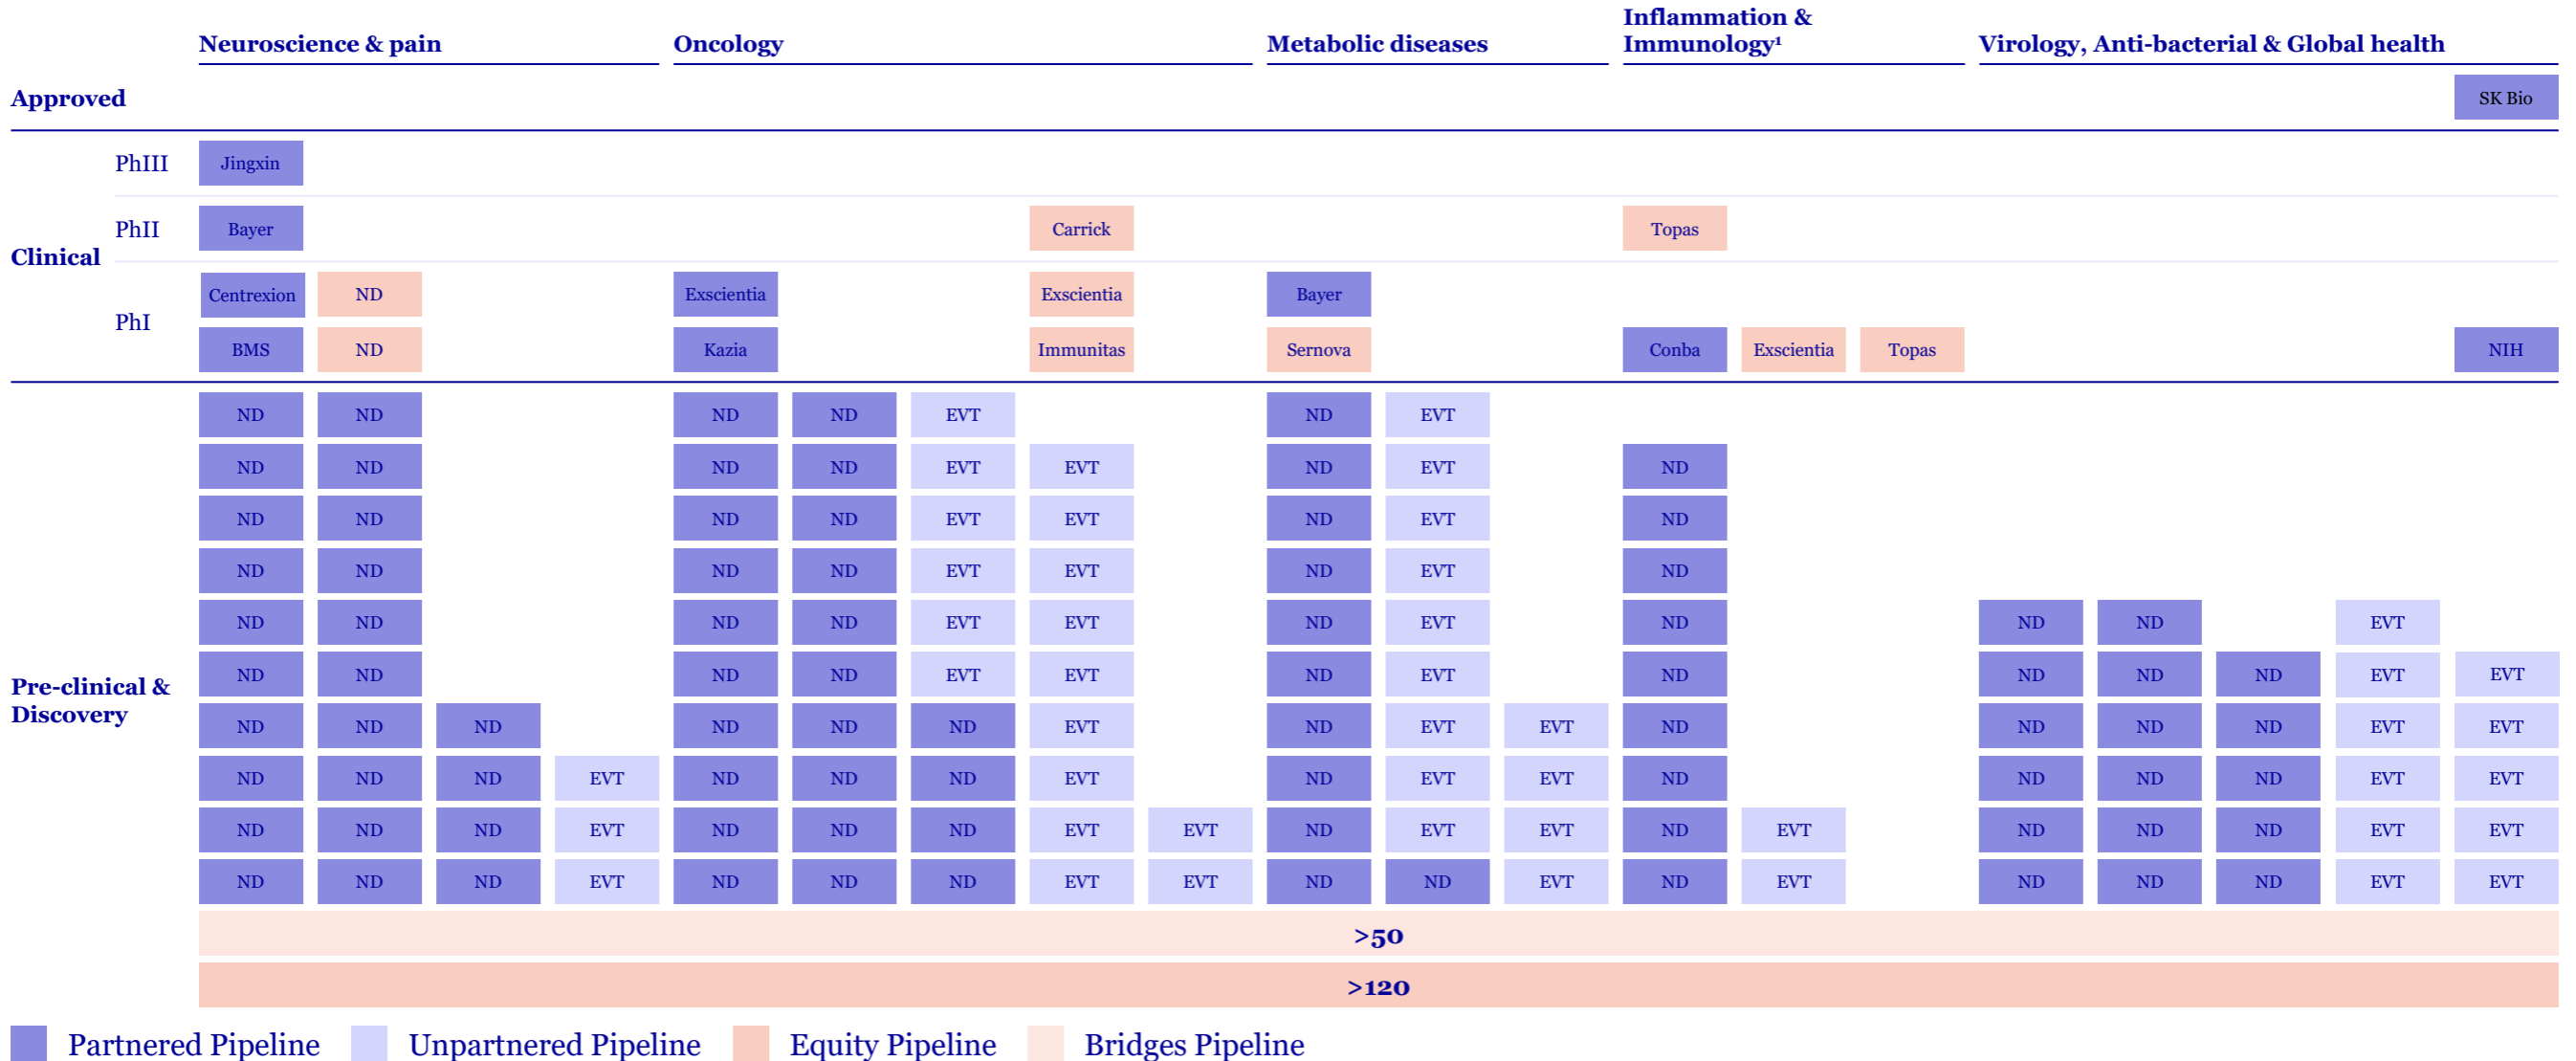 Neuroscience & pain
Oncology
Metabolic diseases
Inflammation &
Immunology¹
Virology, Anti-bacterial & Global health
Approved
SK Bio
Clinical
PhIII
Jingxin
PhII
Bayer Carrick Topas
PhI
Centrexion ND Exscientia Exscientia Bayer
BMS ND Kazia Immunitas Sernova Conba Exscientia Topas NIH
Pre-clinical &
Discovery
ND ND ND ND EVT ND EVT
ND ND ND ND EVT EVT ND EVT ND
ND ND ND ND EVT EVT ND EVT ND
ND ND ND ND EVT EVT ND EVT ND
ND ND ND ND EVT EVT ND EVT ND ND ND EVT
ND ND ND ND EVT EVT ND EVT ND ND ND ND EVT EVT
ND ND ND ND ND ND EVT ND EVT EVT ND ND ND ND EVT EVT
ND ND ND EVT ND ND ND EVT ND EVT EVT ND ND ND ND EVT EVT
ND ND ND EVT ND ND ND EVT EVT ND EVT EVT ND EVT ND ND ND EVT EVT
ND ND ND EVT ND ND ND EVT EVT ND ND EVT ND EVT ND ND ND EVT EVT
>50
>120
Partnered Pipeline
Unpartnered Pipeline
Equity Pipeline
Bridges Pipeline